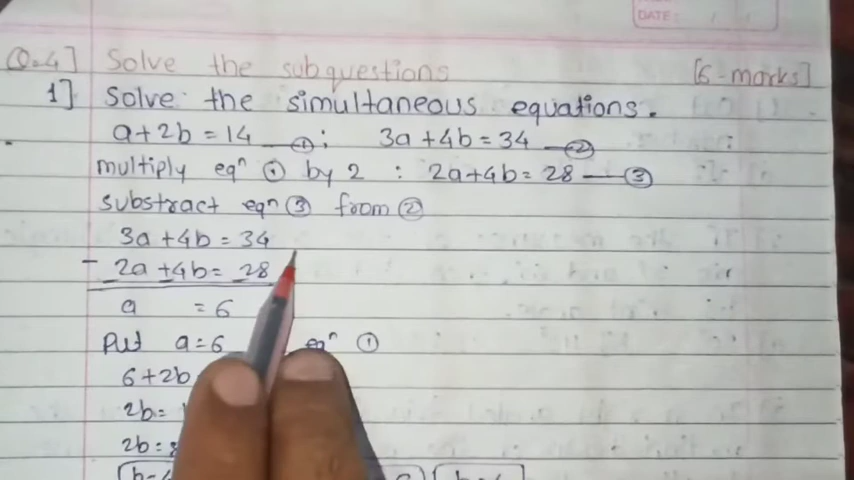 DATE: / /
Q.4] Solve the subquestions [6-marks]
1] Solve the simultaneous equations.
a+2b=14 —① ; 3a+4b=34 —②
multiply eqⁿ ① by 2 : 2a+4b=28 —③
substract eqⁿ ③ from ②
3a+4b=34
- 2a+4b= 28
a =6
Put a=6 eqⁿ ①
6+2b
2b=
2b=8